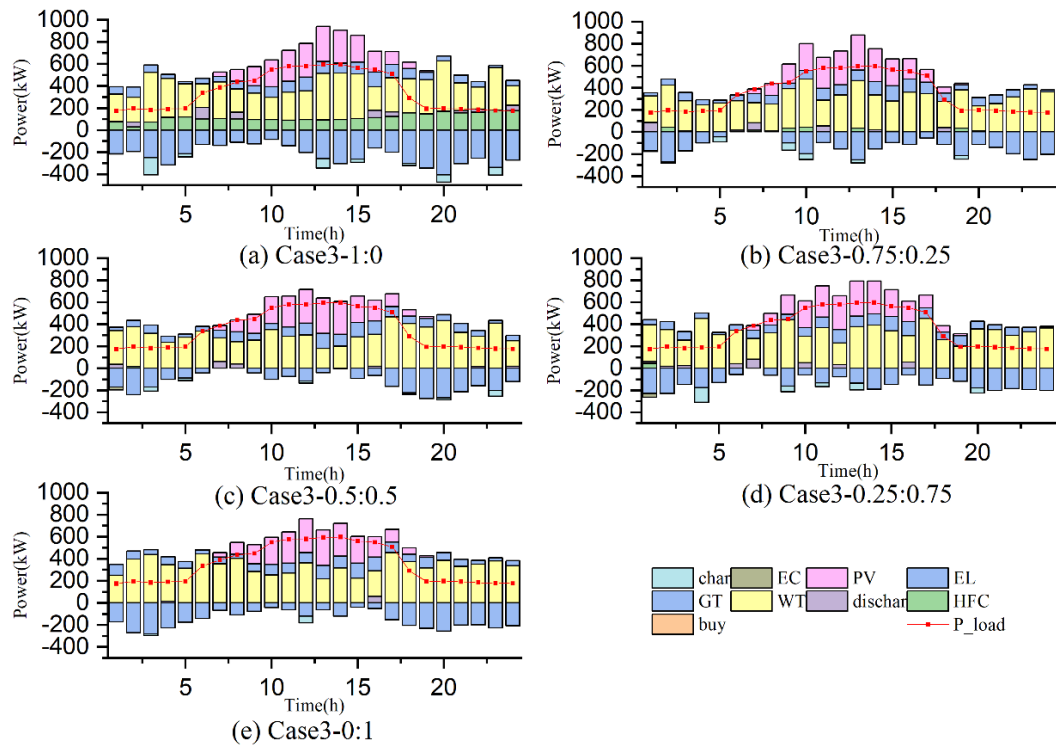 1000
800
600
400
200
0
-200
-400
Power(kW)
5 10 15 20
Time(h)
(a) Case3-1:0
1000
800
600
400
200
0
-200
-400
Power(kW)
5 10 15 20
Time(h)
(b) Case3-0.75:0.25
1000
800
600
400
200
0
-200
-400
Power(kW)
5 10 15 20
Time(h)
(c) Case3-0.5:0.5
1000
800
600
400
200
0
-200
-400
Power(kW)
5 10 15 20
Time(h)
(d) Case3-0.25:0.75
1000
800
600
400
200
0
-200
-400
Power(kW)
5 10 15 20
Time(h)
(e) Case3-0:1
char EC PV EL
GT WT dischar HFC
buy P_load